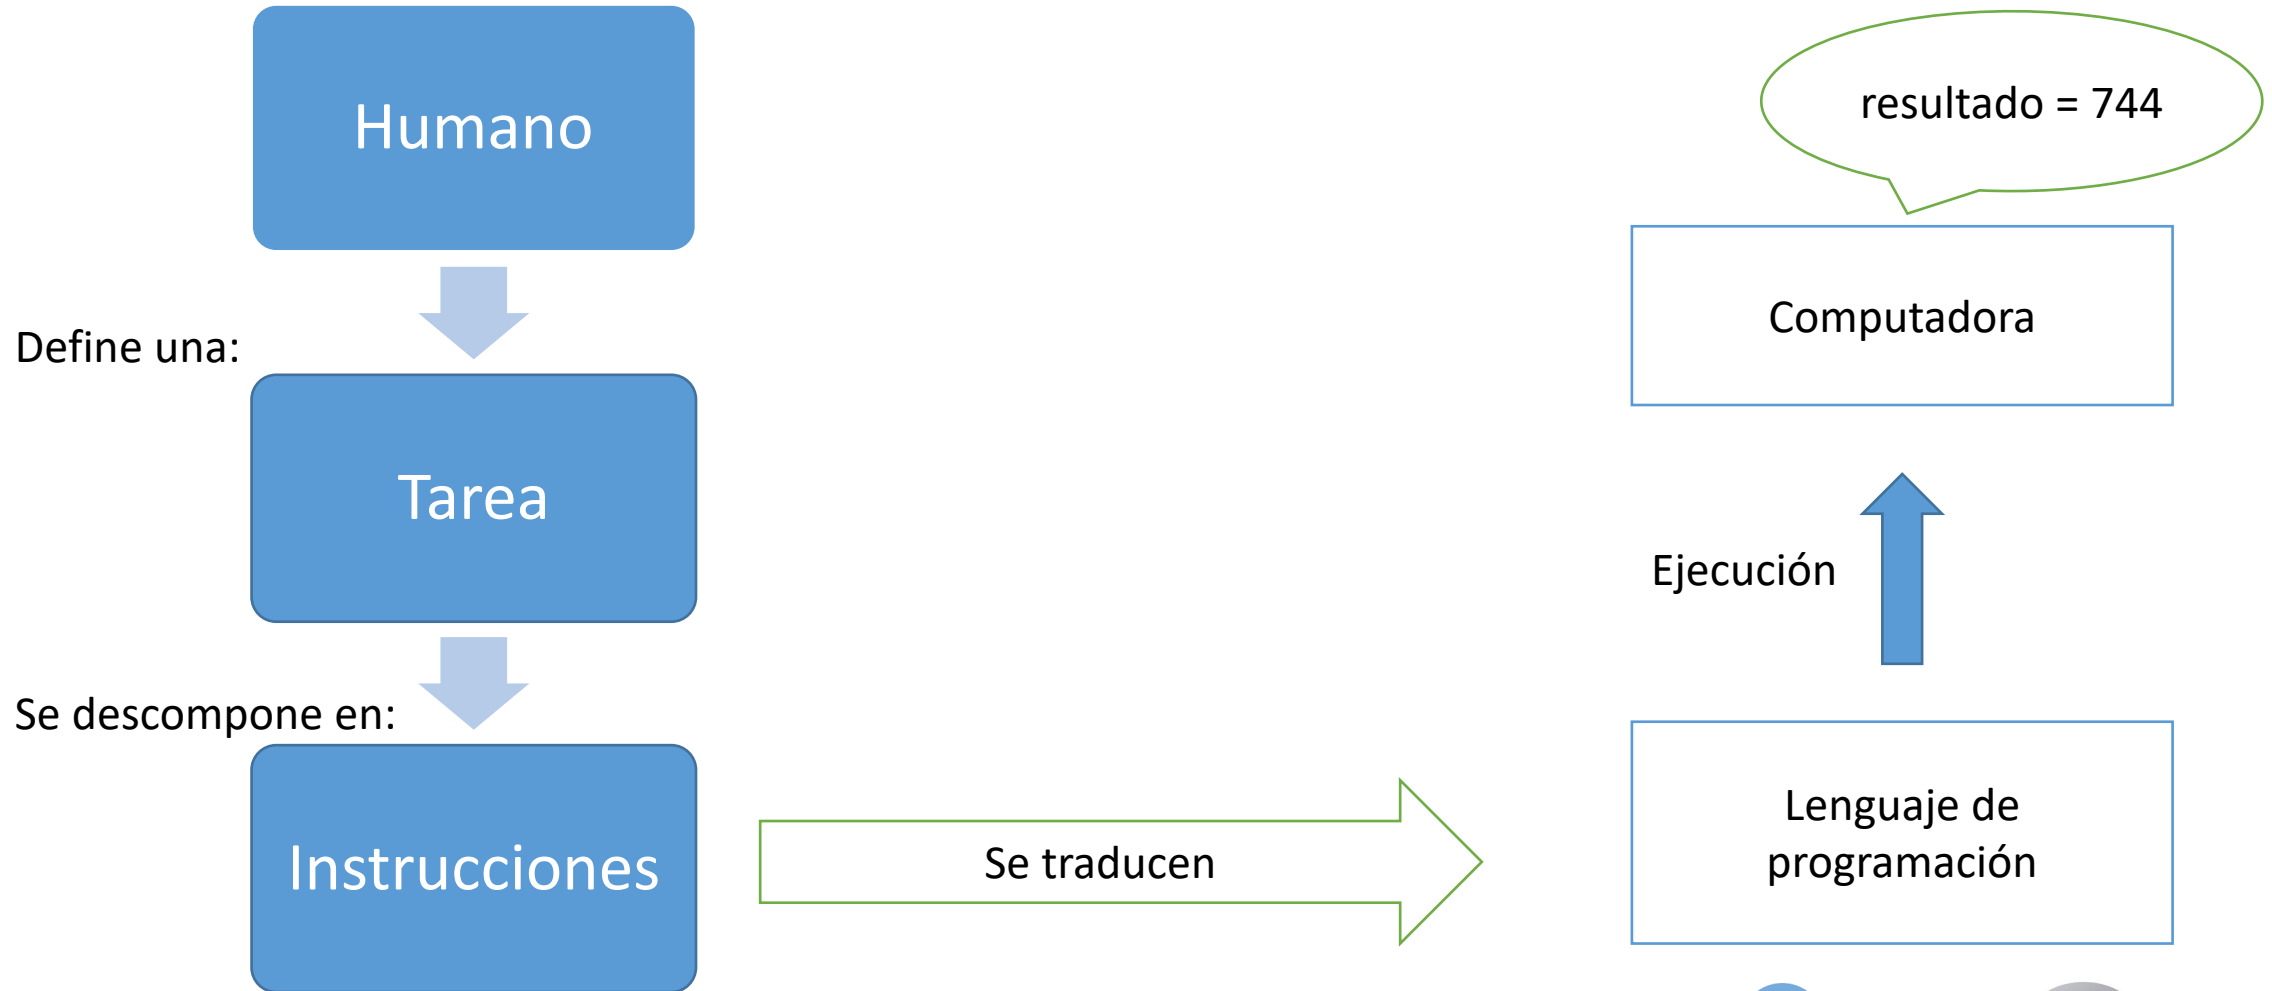 Humano
Define una:
Tarea
Se descompone en:
Instrucciones
Se traducen
Lenguaje de
programación
Ejecución
Computadora
resultado = 744